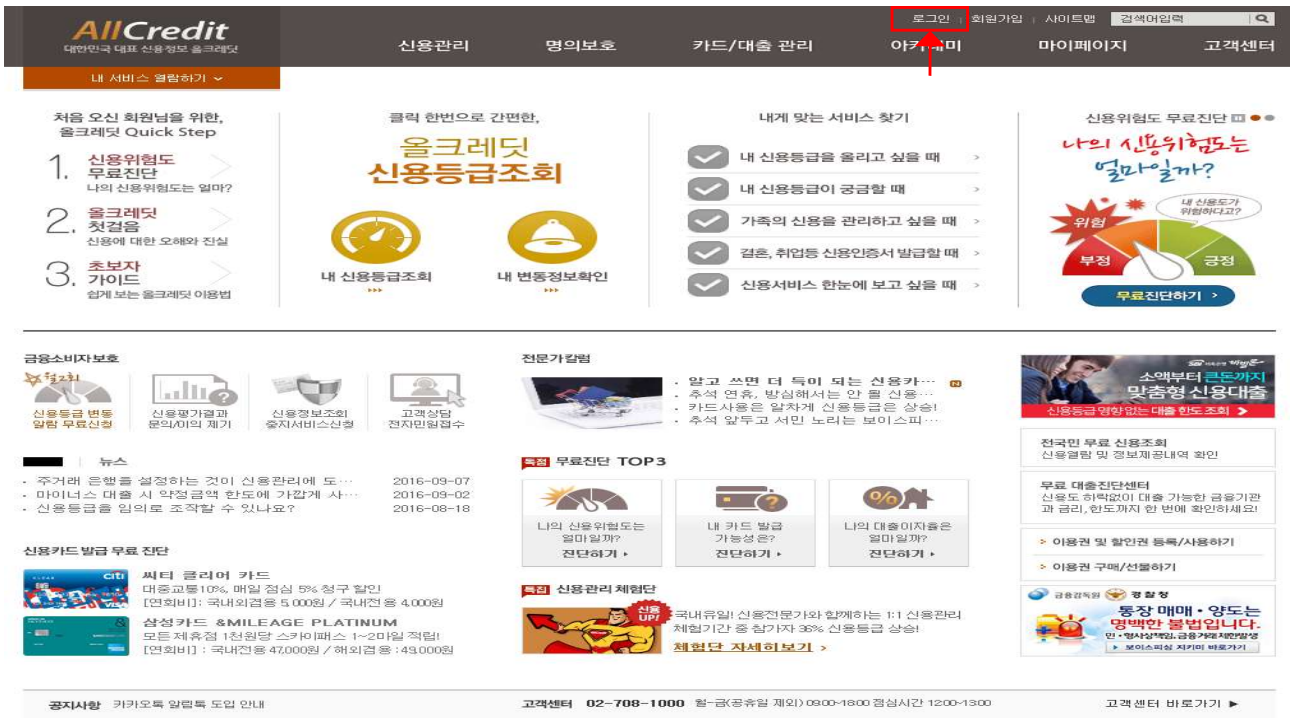 AllCredit
대한민국 대표 신용정보 올크레딧
로그인 | 회원가입 | 사이트맵 검색어입력
신용관리 명의보호 카드/대출 관리 마이페이지 고객센터
내 서비스 열람하기
처음 오신 회원님을 위한,
올크레딧 Quick Step
1. 신용위험도
무료진단
나의 신용위험도는 얼마?
2. 올크레딧
첫걸음
신용에 대한 오해와 진실
3. 초보자
가이드
쉽게 보는 올크레딧 이용법
클릭 한번으로 간편한,
올크레딧
신용등급조회
내 신용등급조회
내 변동정보확인
내게 맞는 서비스 찾기
내 신용등급을 올리고 싶을 때
내 신용등급이 궁금할 때
가족의 신용을 관리하고 싶을 때
결혼, 취업등 신용인증서 발급할 때
신용서비스 한눈에 보고 싶을 때
신용위험도 무료진단
나의 신용위험도는
얼마일까?
내 신용도가
위험하다고?
위험
부정
긍정
무료진단하기
금융소비자보호
월2회
신용등급 변동
알람 무료신청
신용평가결과
문의/이의 제기
신용정보조회
중지서비스신청
고객상담
전자민원접수
뉴스
· 주거래 은행을 설정하는 것이 신용관리에 도… 2016-09-07
· 마이너스 대출 시 약정금액 한도에 가깝게 사… 2016-09-02
· 신용등급을 임의로 조작할 수 있나요? 2016-08-18
신용카드 발급 무료 진단
citi
씨티 클리어 카드
대중교통10%, 매일 점심 5% 청구 할인
[연회비] : 국내외겸용 5,000원 / 국내전용 4,000원
삼성카드 &MILEAGE PLATINUM
모든 제휴점 1천원당 스카이패스 1~2마일 적립!
[연회비] : 국내전용 47,000원 / 해외겸용 :49,000원
전문가칼럼
· 알고 쓰면 더 득이 되는 신용카… N
· 추석 연휴, 방심해서는 안 될 신용…
· 카드사용은 알차게 신용등급은 상승!
· 추석 앞두고 서민 노리는 보이스피…
독점 무료진단 TOP3
나의 신용위험도는
얼마일까?
진단하기
내 카드 발급
가능성은?
진단하기
나의 대출이자율은
얼마일까?
진단하기
독점 신용관리 체험단
신용
UP!
국내유일! 신용전문가와 함께하는 1:1 신용관리
체험기간 중 참가자 36% 신용등급 상승!
체험단 자세히보기 >
소액부터 큰돈까지
맞춤형 신용대출
신용등급 영향 없는 대출 한도 조회
전국민 무료 신용조회
신용열람 및 정보제공내역 확인
무료 대출진단센터
신용도 하락없이 대출 가능한 금융기관
과 금리, 한도까지 한 번에 확인하세요!
> 이용권 및 할인권 등록/사용하기
> 이용권 구매/선물하기
금융감독원 경찰청
통장 매매 · 양도는
명백한 불법입니다.
민 · 형사상책임, 금융거래 제한발생
보이스피싱 지키미 바로가기
공지사항 카카오톡 알림톡 도입 안내
고객센터 02-708-1000 월-금(공휴일 제외) 09:00~18:00 점심시간 12:00~13:00
고객센터 바로가기 ▶